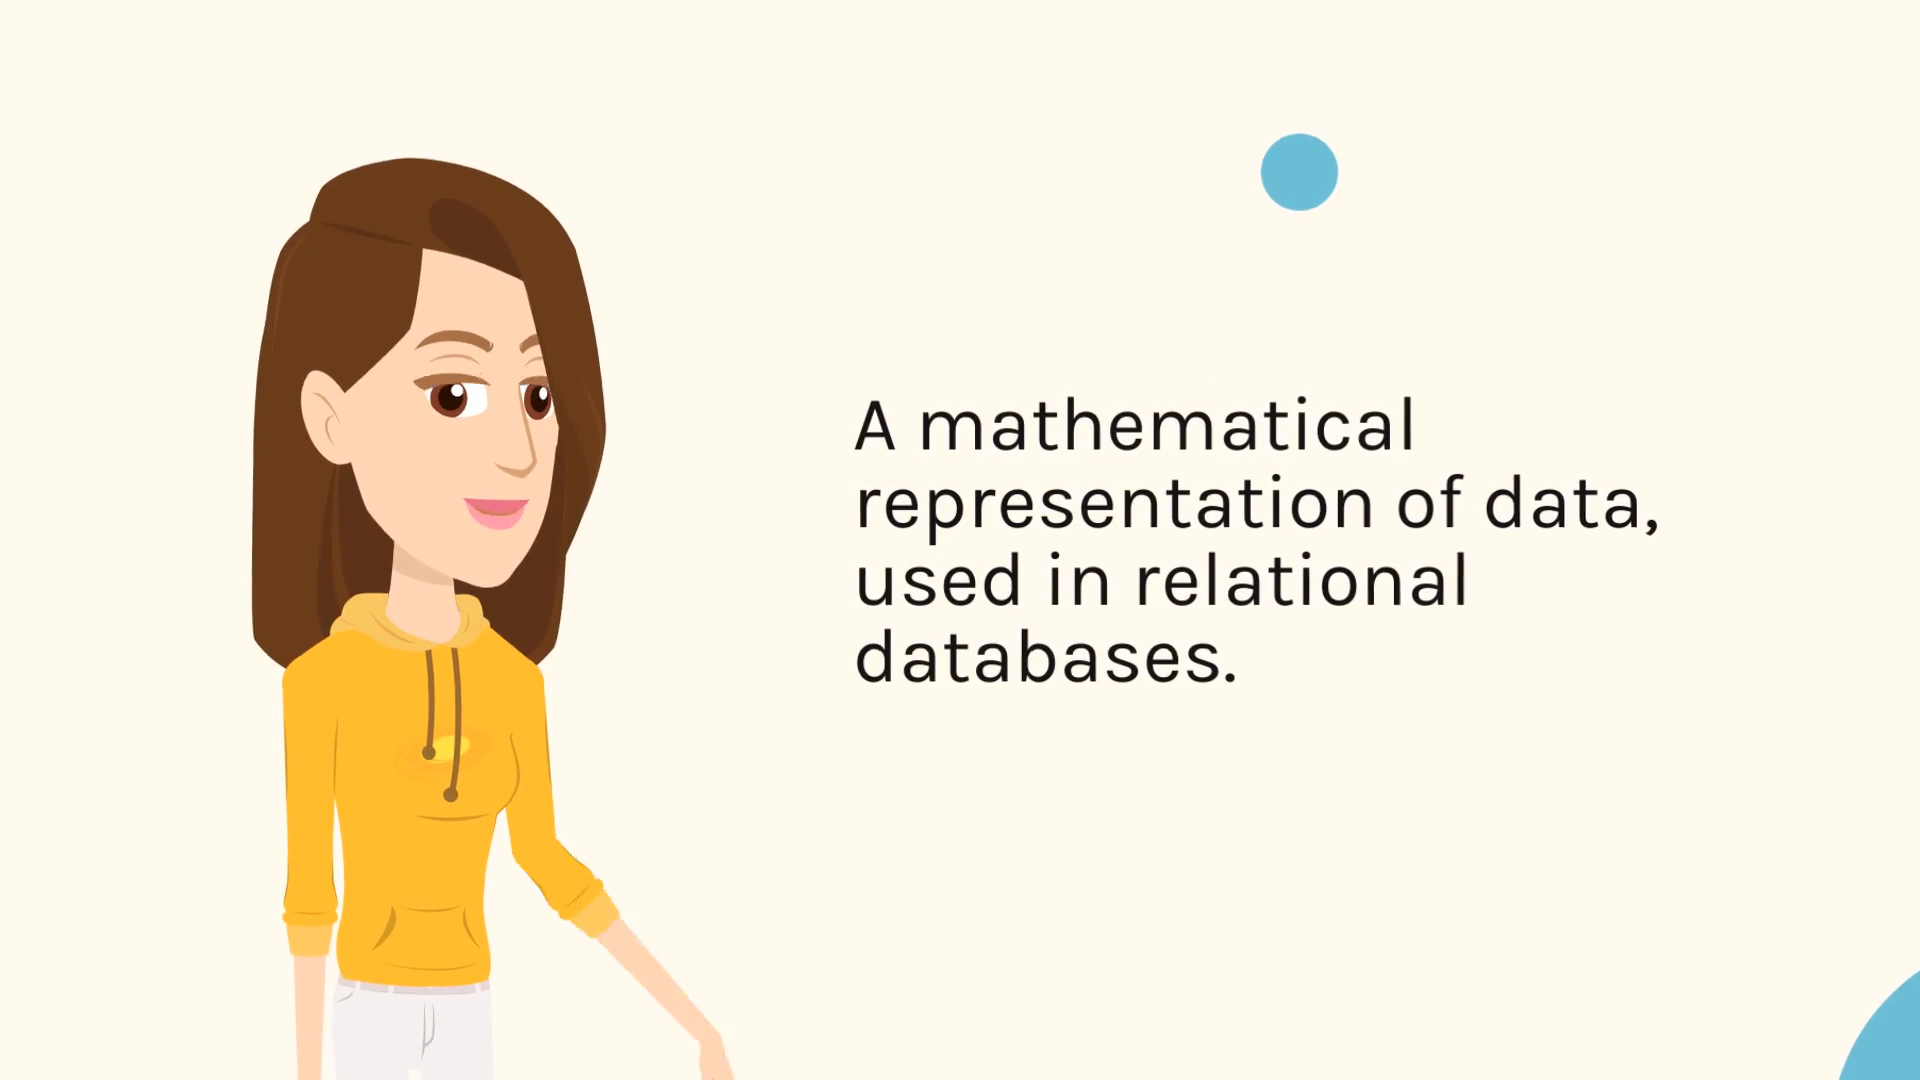 A mathematical
representation of data,
used in relational
databases.